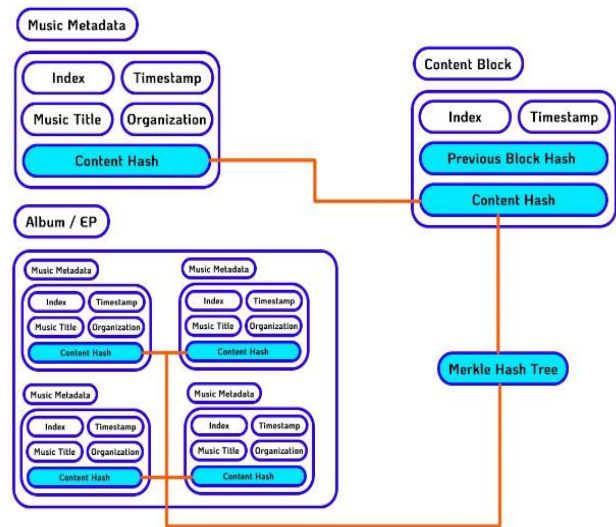 Music Metadata
Index Timestamp
Music Title Organization
Content Hash
Content Block
Index Timestamp
Previous Block Hash
Content Hash
Album / EP
Music Metadata
Index Timestamp
Music Title Organization
Content Hash
Music Metadata
Index Timestamp
Music Title Organization
Content Hash
Music Metadata
Index Timestamp
Music Title Organization
Content Hash
Music Metadata
Index Timestamp
Music Title Organization
Content Hash
Merkle Hash Tree